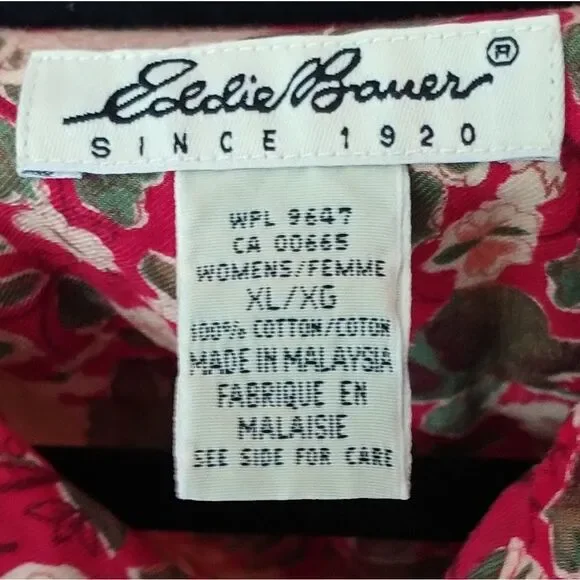 Eddie Bauer®
SINCE 1920
WPL 9647
CA 00665
WOMENS/FEMME
XL/XG
100% COTTON/COTON
MADE IN MALAYSIA
FABRIQUE EN
MALAISIE
SEE SIDE FOR CARE